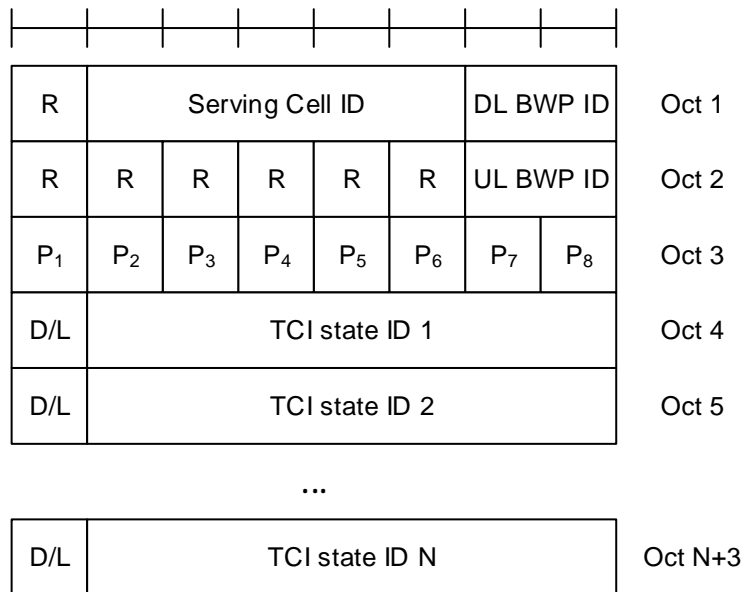 R Serving Cell ID DL BWP ID Oct 1
R R R R R R UL BWP ID Oct 2
P₁ P₂ P₃ P₄ P₅ P₆ P₇ P₈ Oct 3
D/L TCI state ID 1 Oct 4
D/L TCI state ID 2 Oct 5
...
D/L TCI state ID N Oct N+3